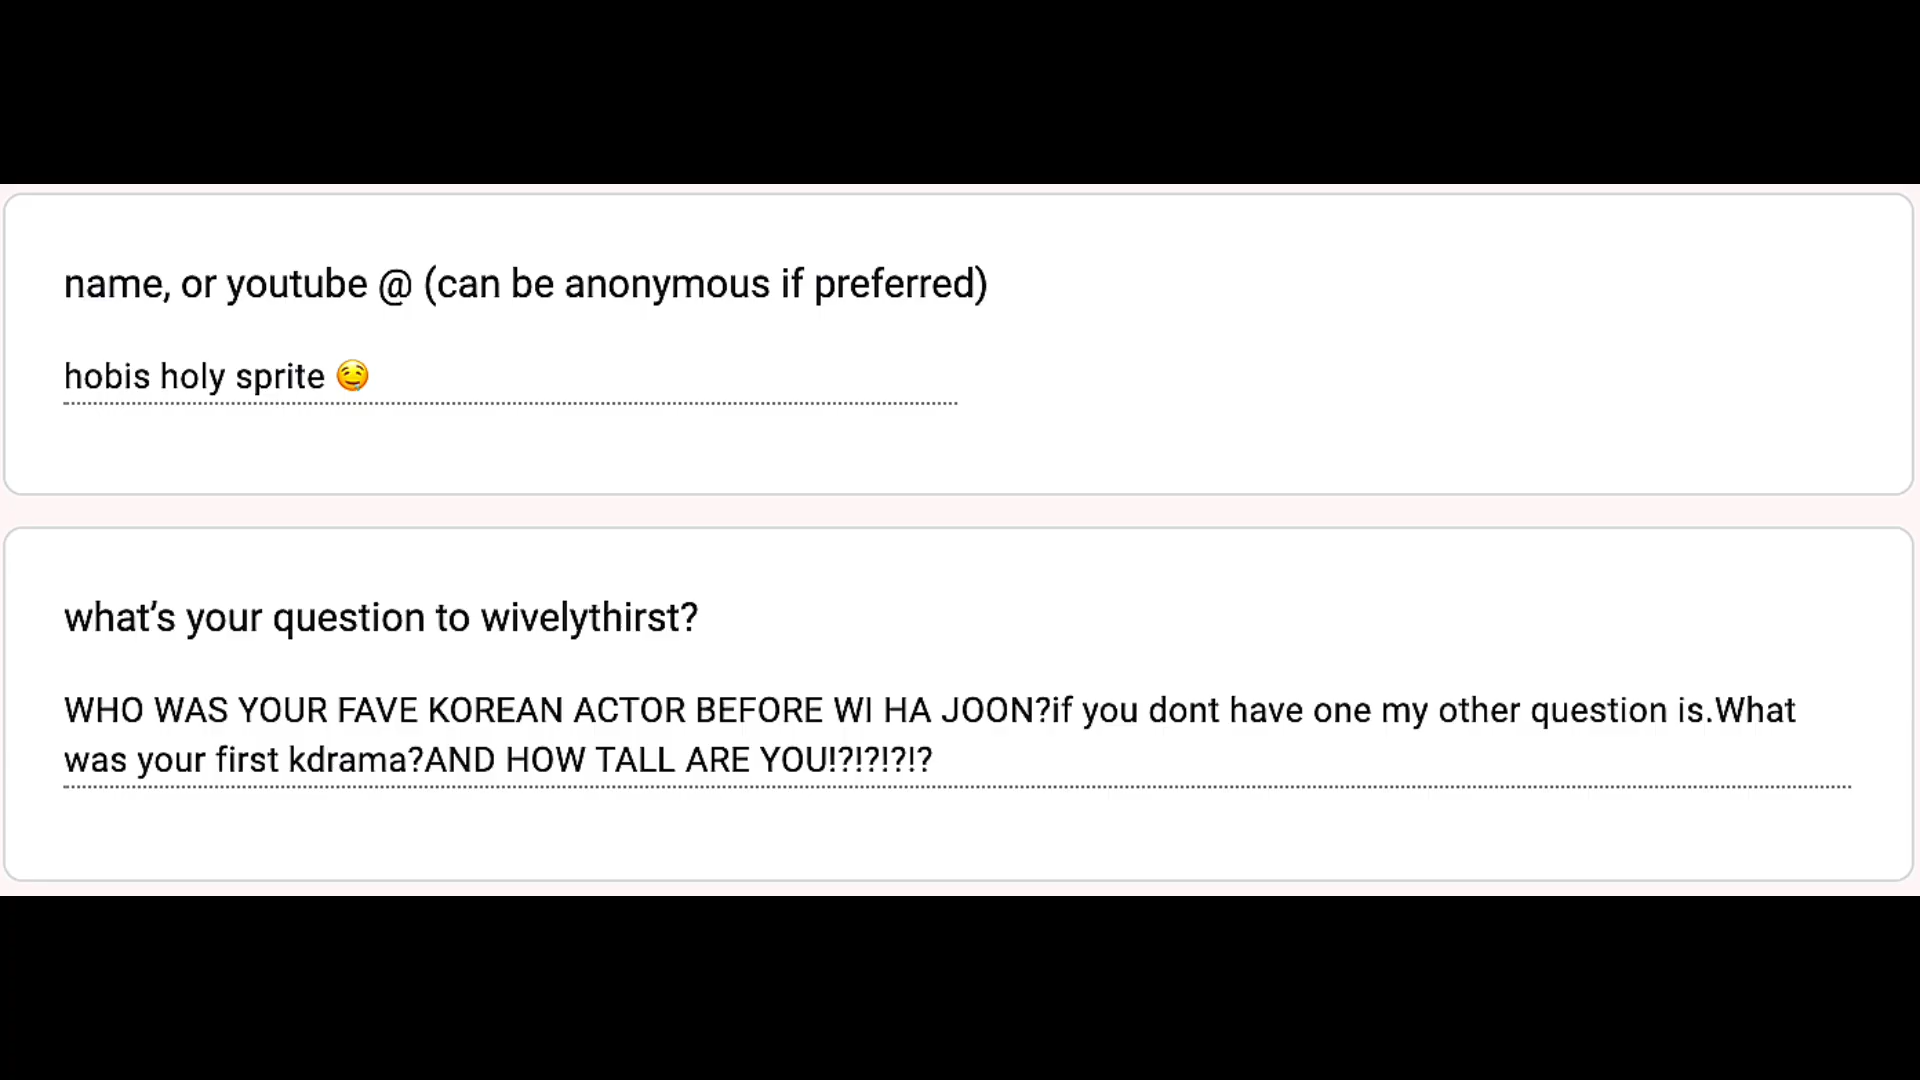 name, or youtube @ (can be anonymous if preferred)
hobis holy sprite 🤤
what’s your question to wivelythirst?
WHO WAS YOUR FAVE KOREAN ACTOR BEFORE WI HA JOON?if you dont have one my other question is.What
was your first kdrama?AND HOW TALL ARE YOU!?!?!?!?